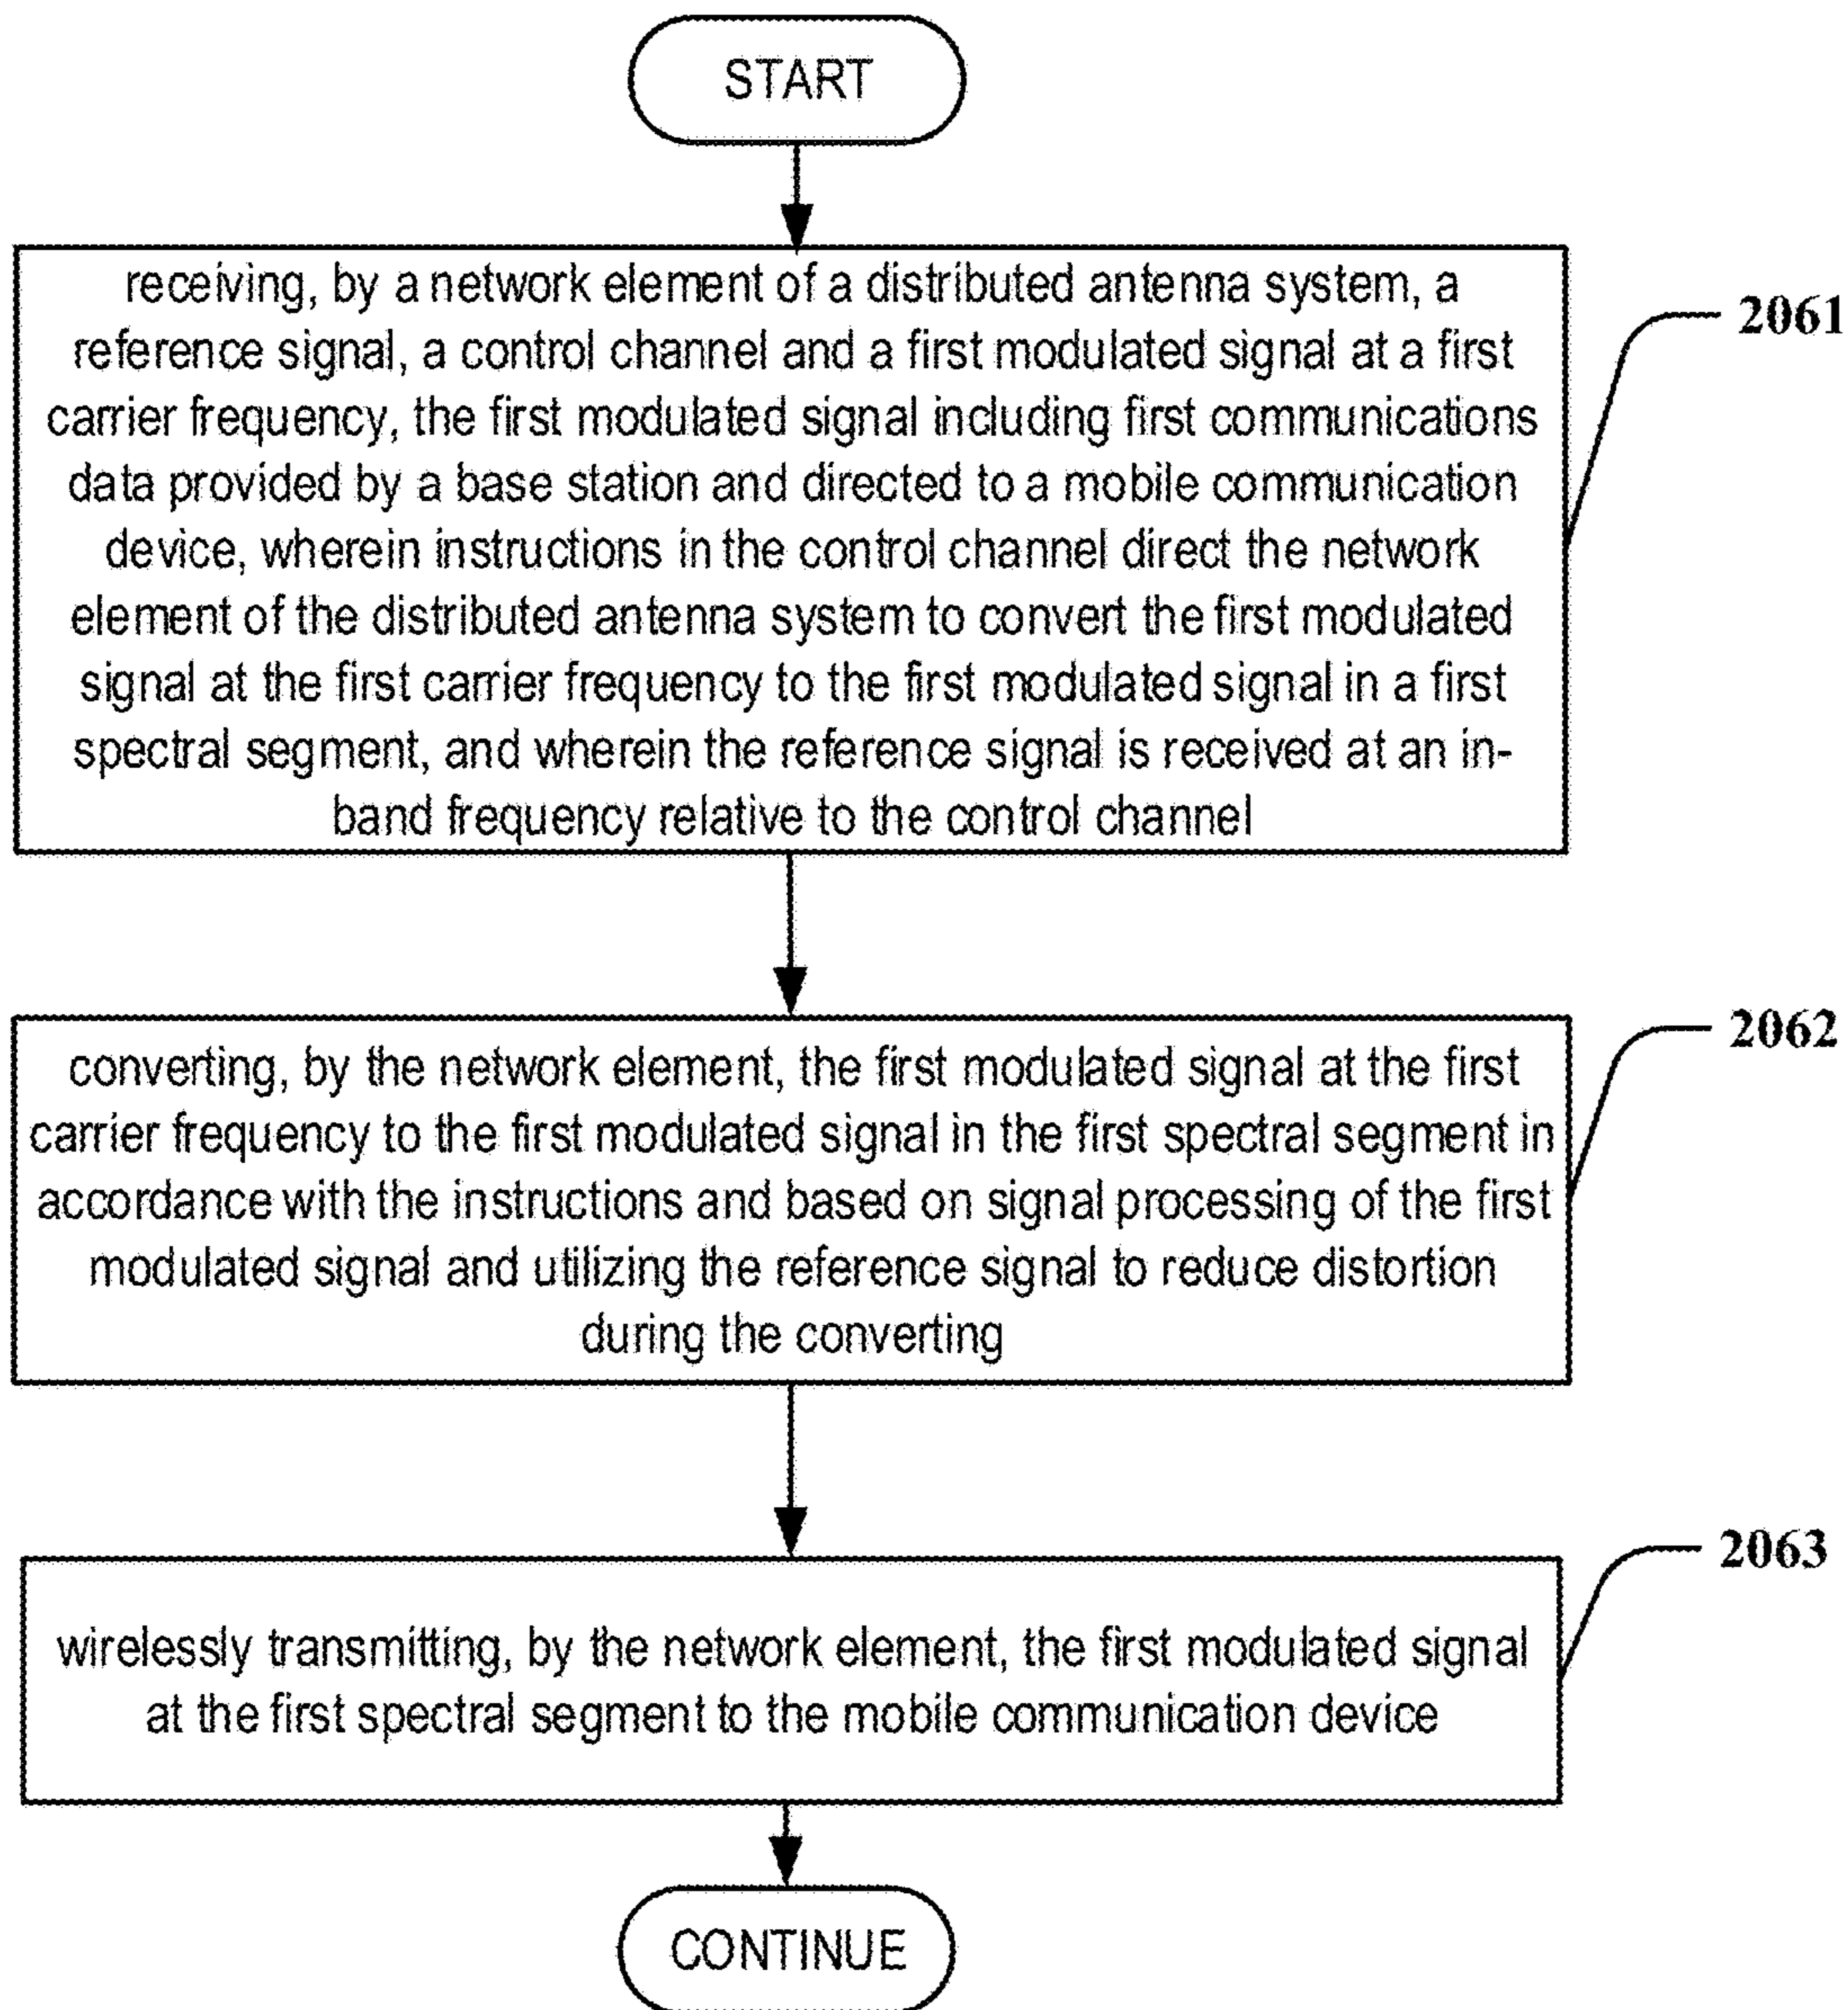 START
receiving, by a network element of a distributed antenna system, a
reference signal, a control channel and a first modulated signal at a first
carrier frequency, the first modulated signal including first communications
data provided by a base station and directed to a mobile communication
device, wherein instructions in the control channel direct the network
element of the distributed antenna system to convert the first modulated
signal at the first carrier frequency to the first modulated signal in a first
spectral segment, and wherein the reference signal is received at an in-
band frequency relative to the control channel
2061
converting, by the network element, the first modulated signal at the first
carrier frequency to the first modulated signal in the first spectral segment in
accordance with the instructions and based on signal processing of the first
modulated signal and utilizing the reference signal to reduce distortion
during the converting
2062
wirelessly transmitting, by the network element, the first modulated signal
at the first spectral segment to the mobile communication device
2063
CONTINUE